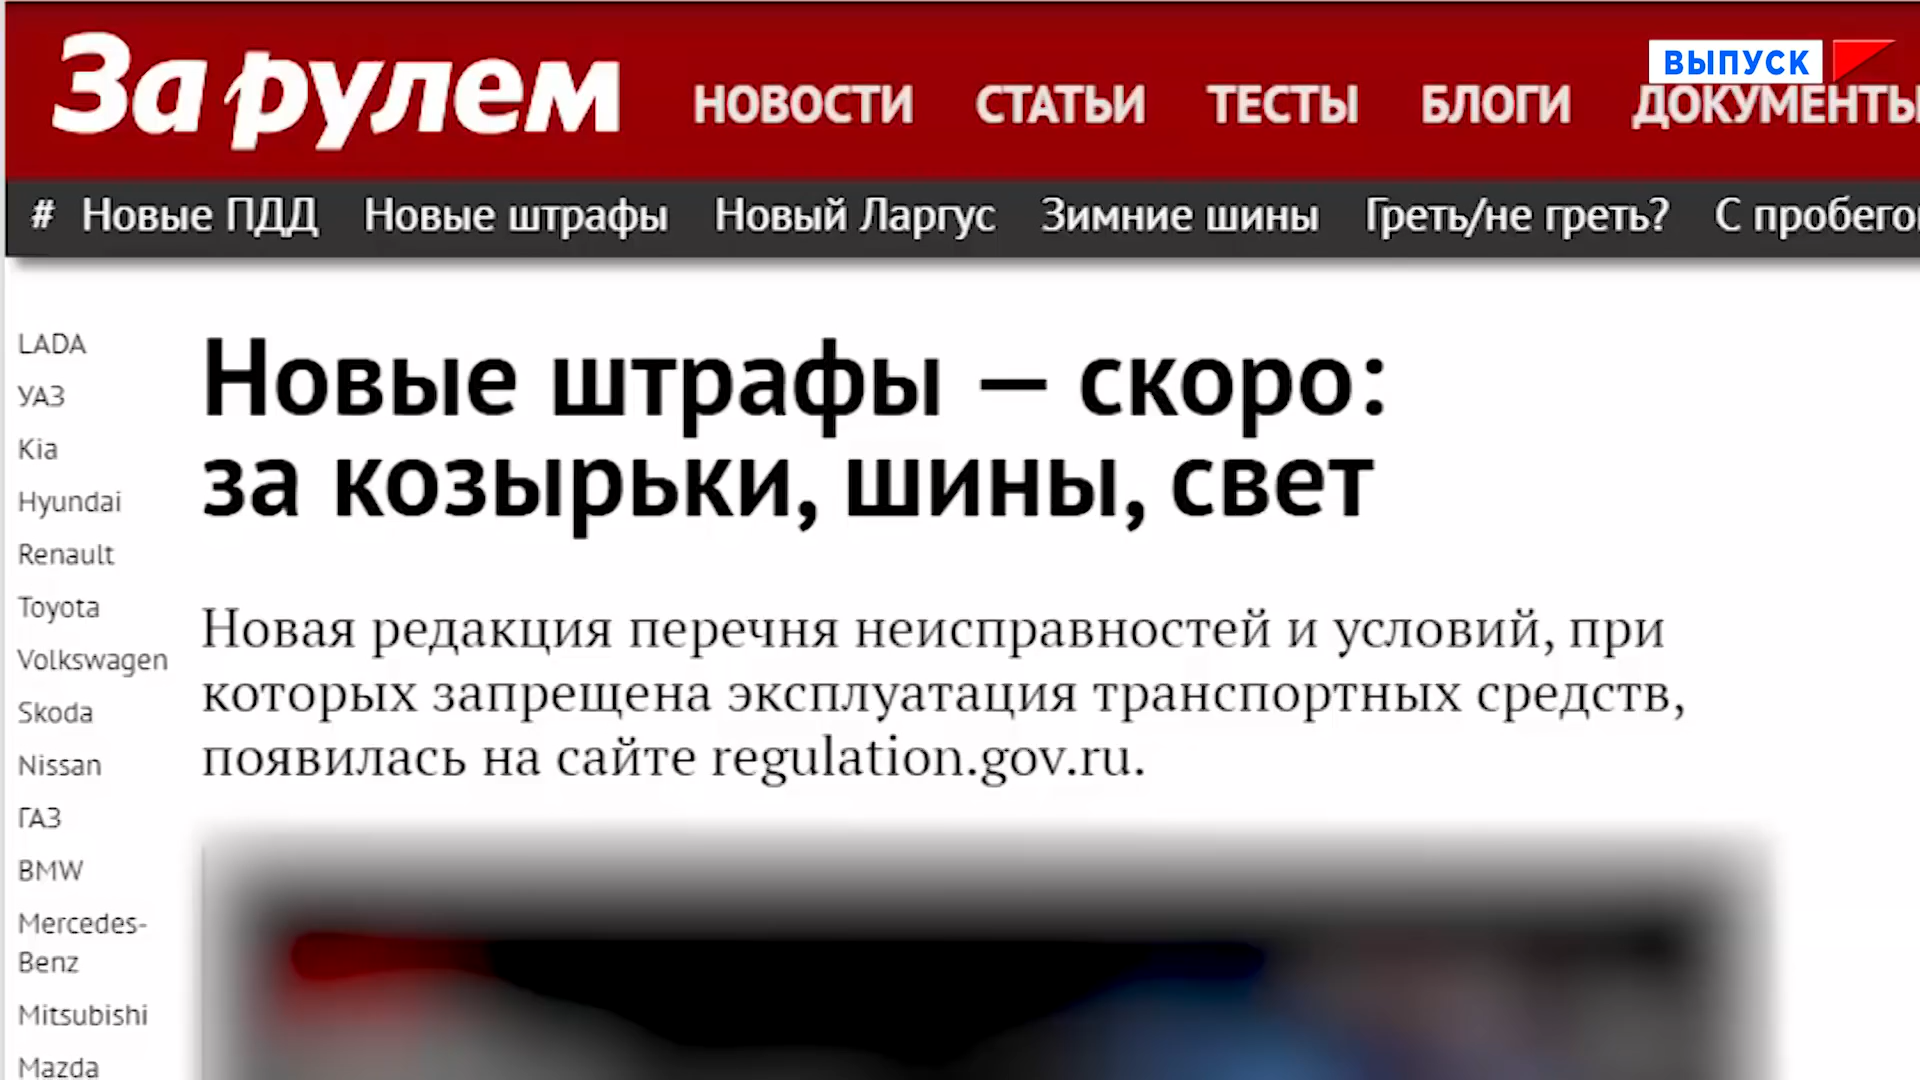 За рулем
НОВОСТИ
СТАТЬИ
ТЕСТЫ
БЛОГИ
ДОКУМЕНТЫ
ВЫПУСК
# Новые ПДД Новые штрафы Новый Ларгус Зимние шины Греть/не греть? С пробего
LADA
УАЗ
Kia
Hyundai
Renault
Toyota
Volkswagen
Skoda
Nissan
ГАЗ
BMW
Mercedes-
Benz
Mitsubishi
Mazda
Новые штрафы — скоро:
за козырьки, шины, свет
Новая редакция перечня неисправностей и условий, при
которых запрещена эксплуатация транспортных средств,
появилась на сайте regulation.gov.ru.